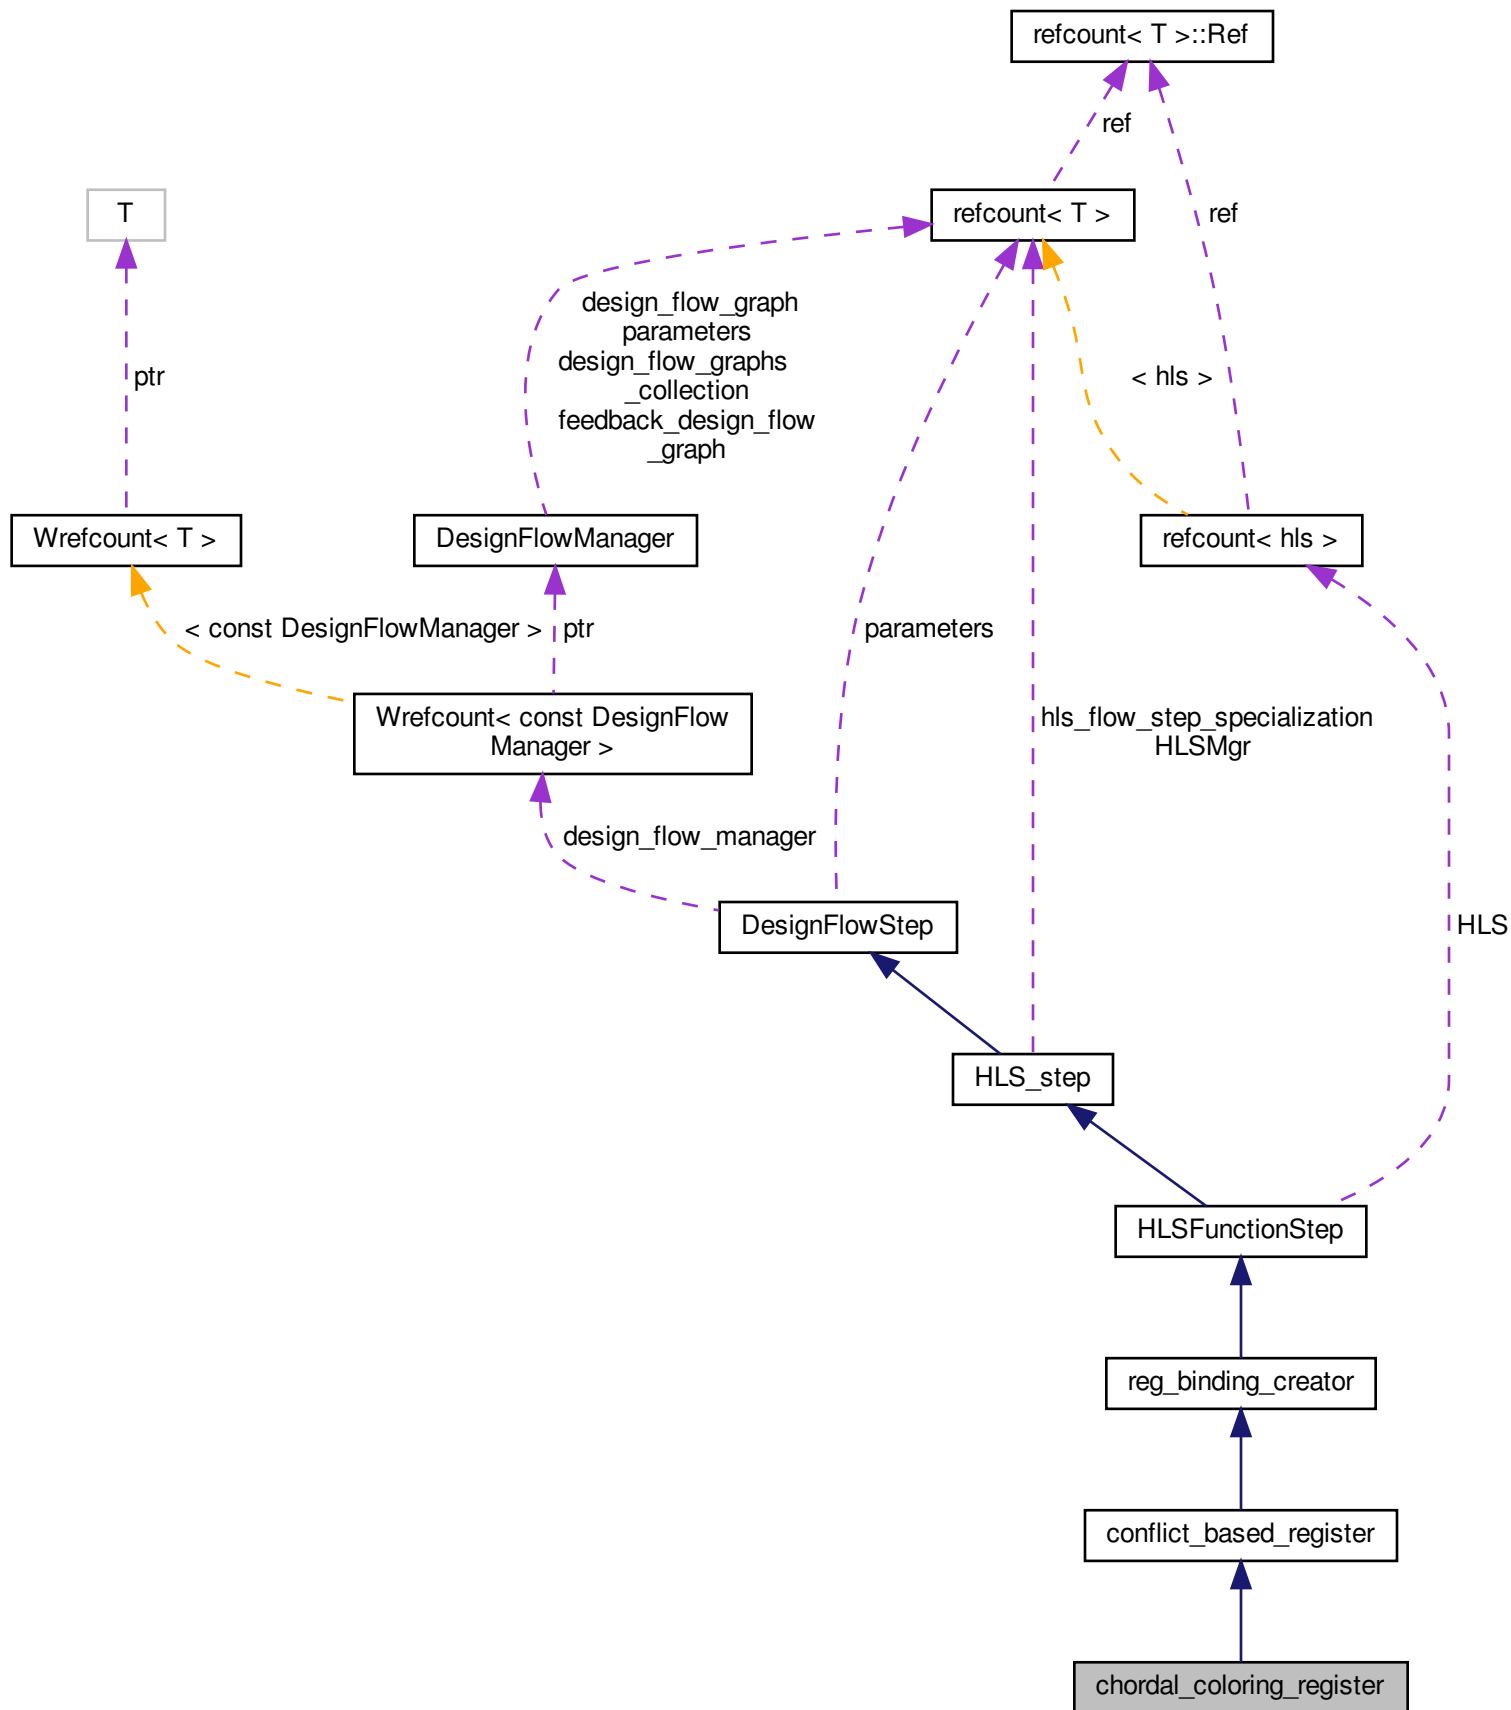 refcount< T >::Ref
ref
T
refcount< T >
ref
design_flow_graph
parameters
design_flow_graphs
_collection
feedback_design_flow
_graph
ptr
< hls >
Wrefcount< T >
DesignFlowManager
refcount< hls >
< const DesignFlowManager >
ptr
parameters
Wrefcount< const DesignFlow
Manager >
hls_flow_step_specialization
HLSMgr
design_flow_manager
DesignFlowStep
HLS
HLS_step
HLSFunctionStep
reg_binding_creator
conflict_based_register
chordal_coloring_register